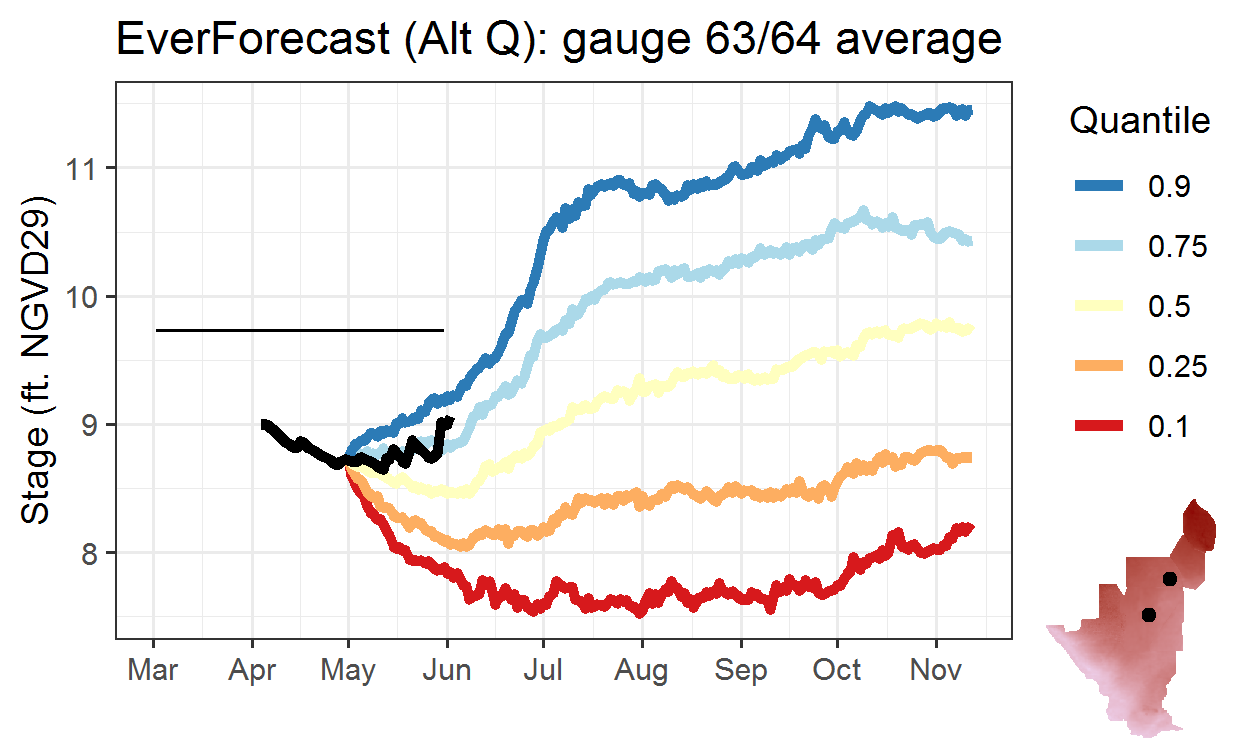 EverForecast (Alt Q): gauge 63/64 average
Stage (ft. NGVD29)
11
10
9
8
Mar Apr May Jun Jul Aug Sep Oct Nov
Quantile
0.9
0.75
0.5
0.25
0.1